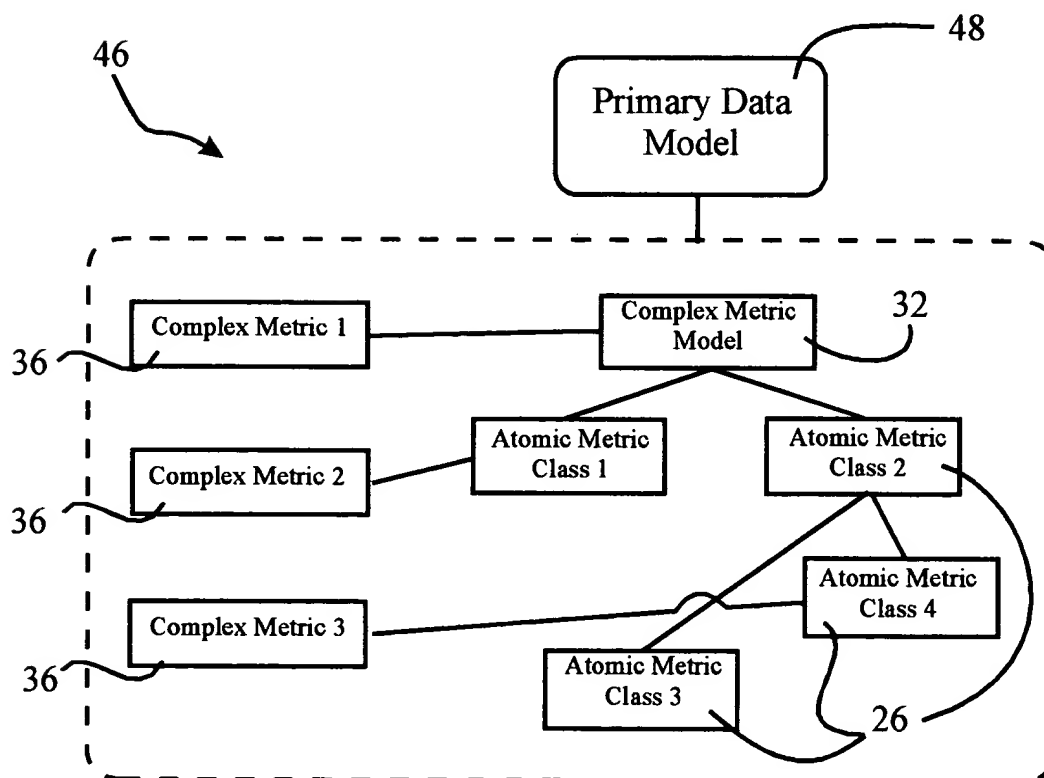 48
46
Primary Data
Model
Complex Metric 1
Complex Metric
Model
32
36
Atomic Metric
Class 1
Atomic Metric
Class 2
Complex Metric 2
36
Atomic Metric
Class 4
Complex Metric 3
36
Atomic Metric
Class 3
26